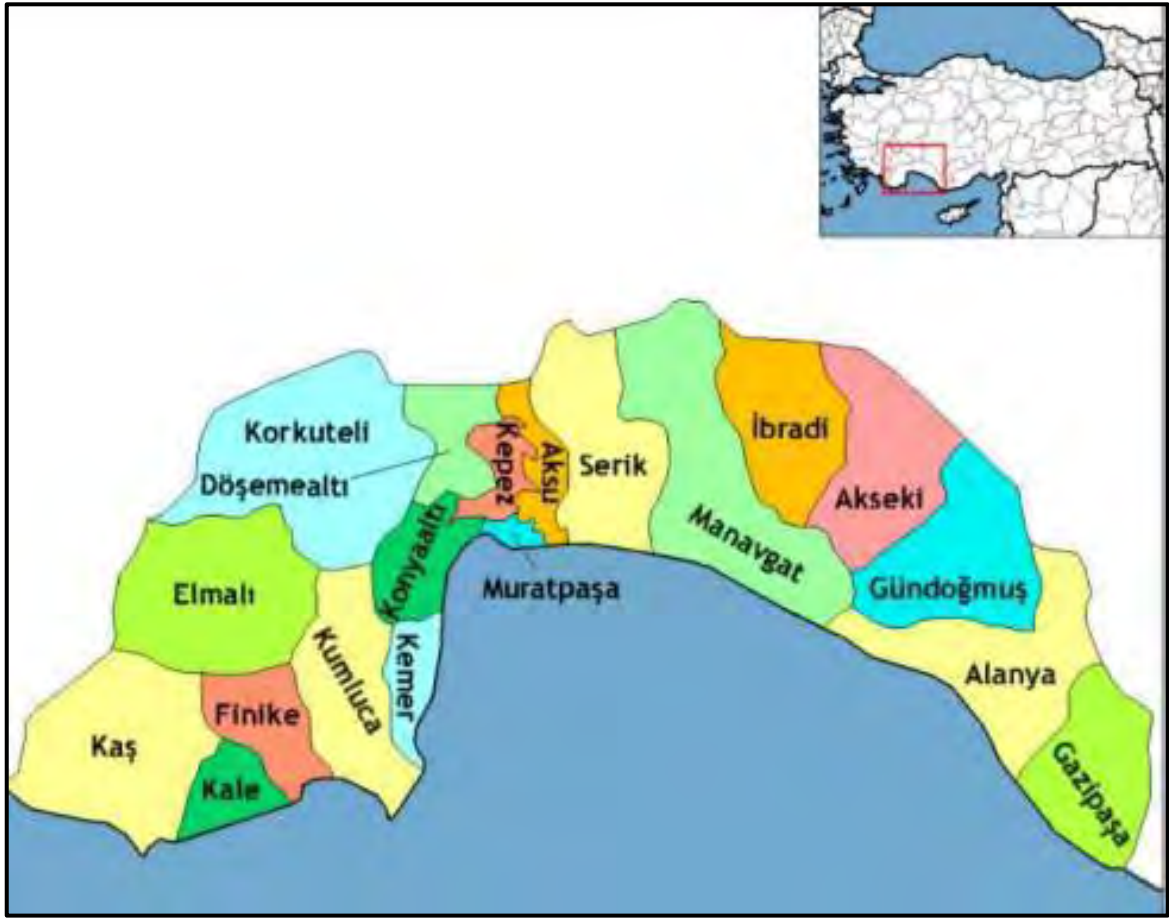 Korkuteli
Döşemealtı
Kepez
Aksu
Serik
İbradi
Akseki
Manavgat
Konyaaltı
Muratpaşa
Gündoğmuş
Elmalı
Kumluca
Kemer
Alanya
Finike
Kaş
Kale
Gazipaşa